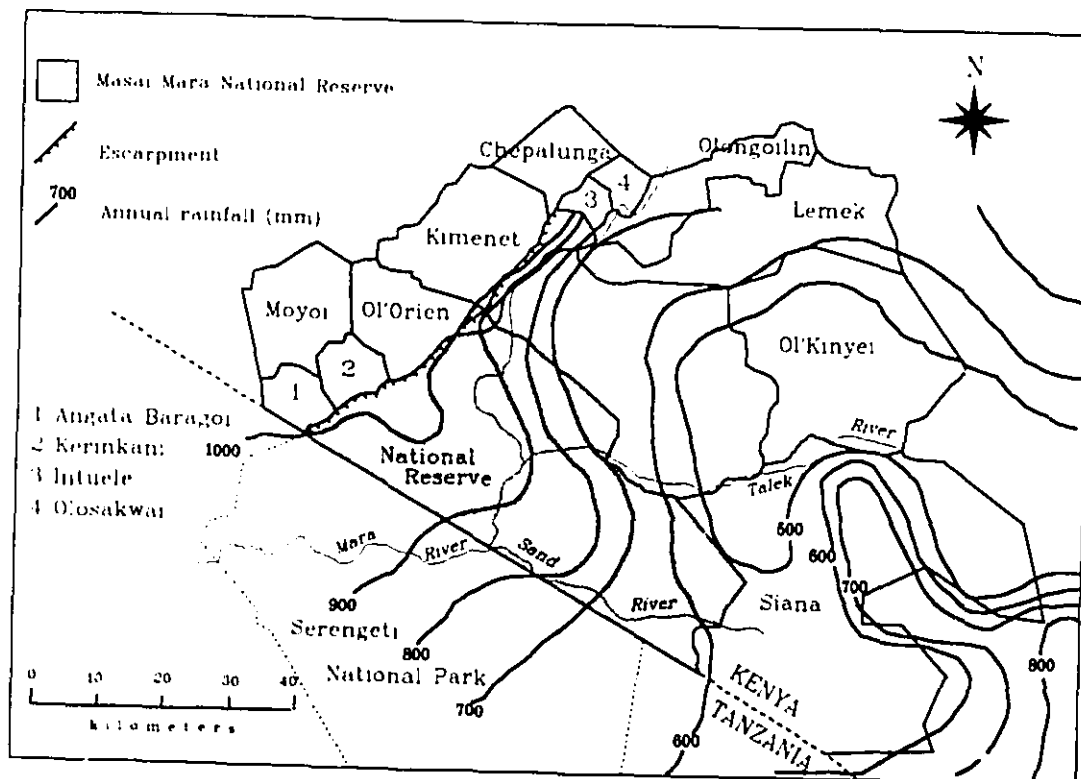 Masai Mara National Reserve
Escarpment
700
Annual rainfall (mm)
N
Chepalunga
Olongoilin
4
3
Lemek
Kimenet
Moyoi
Ol'Orien
Ol'Kinyei
2
1
1 Angata Baragoi
2 Kerinkani
3 Intuele
4 Olosakwai
1000
National
Reserve
River
Talek
500
600
700
Mara
River
Sand
River
Siana
900
Serengeti
800
National Park
700
600
800
KENYA
TANZANIA
0 10 20 30 40
kilometers